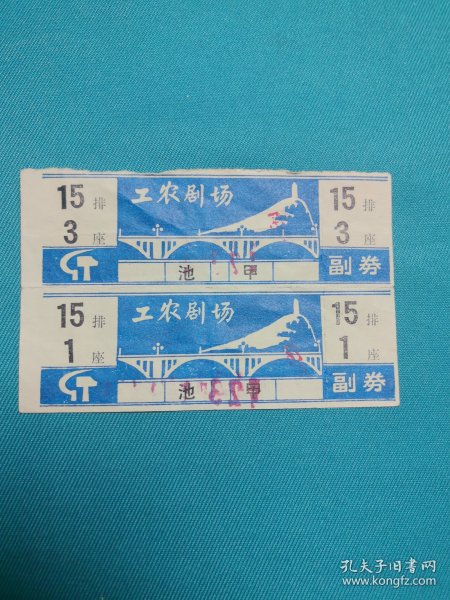 15 排 工农剧场 15 排
3 座 3 座
池 甲 副券
15 排 工农剧场 15 排
1 座 1 座
池 甲 副券
孔夫子旧书网
www.kongfz.com